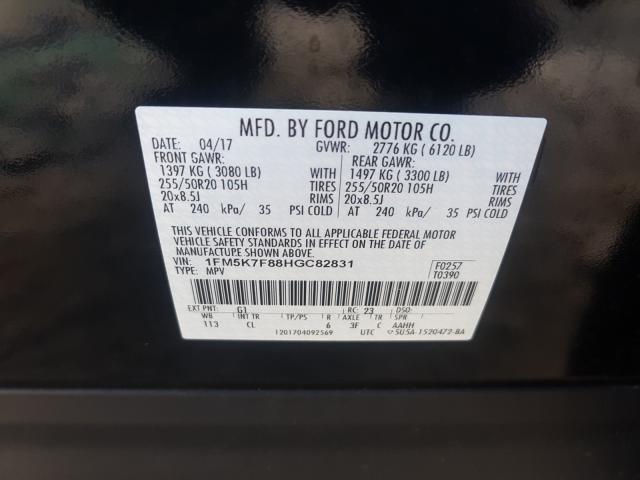 MFD. BY FORD MOTOR CO.
DATE: 04/17 GVWR: 2776 KG ( 6120 LB)
FRONT GAWR: REAR GAWR:
1397 KG ( 3080 LB) WITH 1497 KG ( 3300 LB) WITH
255/50R20 105H TIRES 255/50R20 105H TIRES
20x8.5J RIMS 20x8.5J RIMS
AT 240 kPa/ 35 PSI COLD AT 240 kPa/ 35 PSI COLD
THIS VEHICLE CONFORMS TO ALL APPLICABLE FEDERAL MOTOR
VEHICLE SAFETY STANDARDS IN EFFECT ON THE DATE OF
MANUFACTURE SHOWN ABOVE.
VIN: 1FM5K7F88HGC82831
TYPE: MPV
F0257
T0390
EXT PNT: G1 RC: 23 DSO:
WB INT TR TP/PS R AXLE TR SPR
113 CL 6 3F C AAHH
1201704092569 UTC 5U5A-1520472-BA